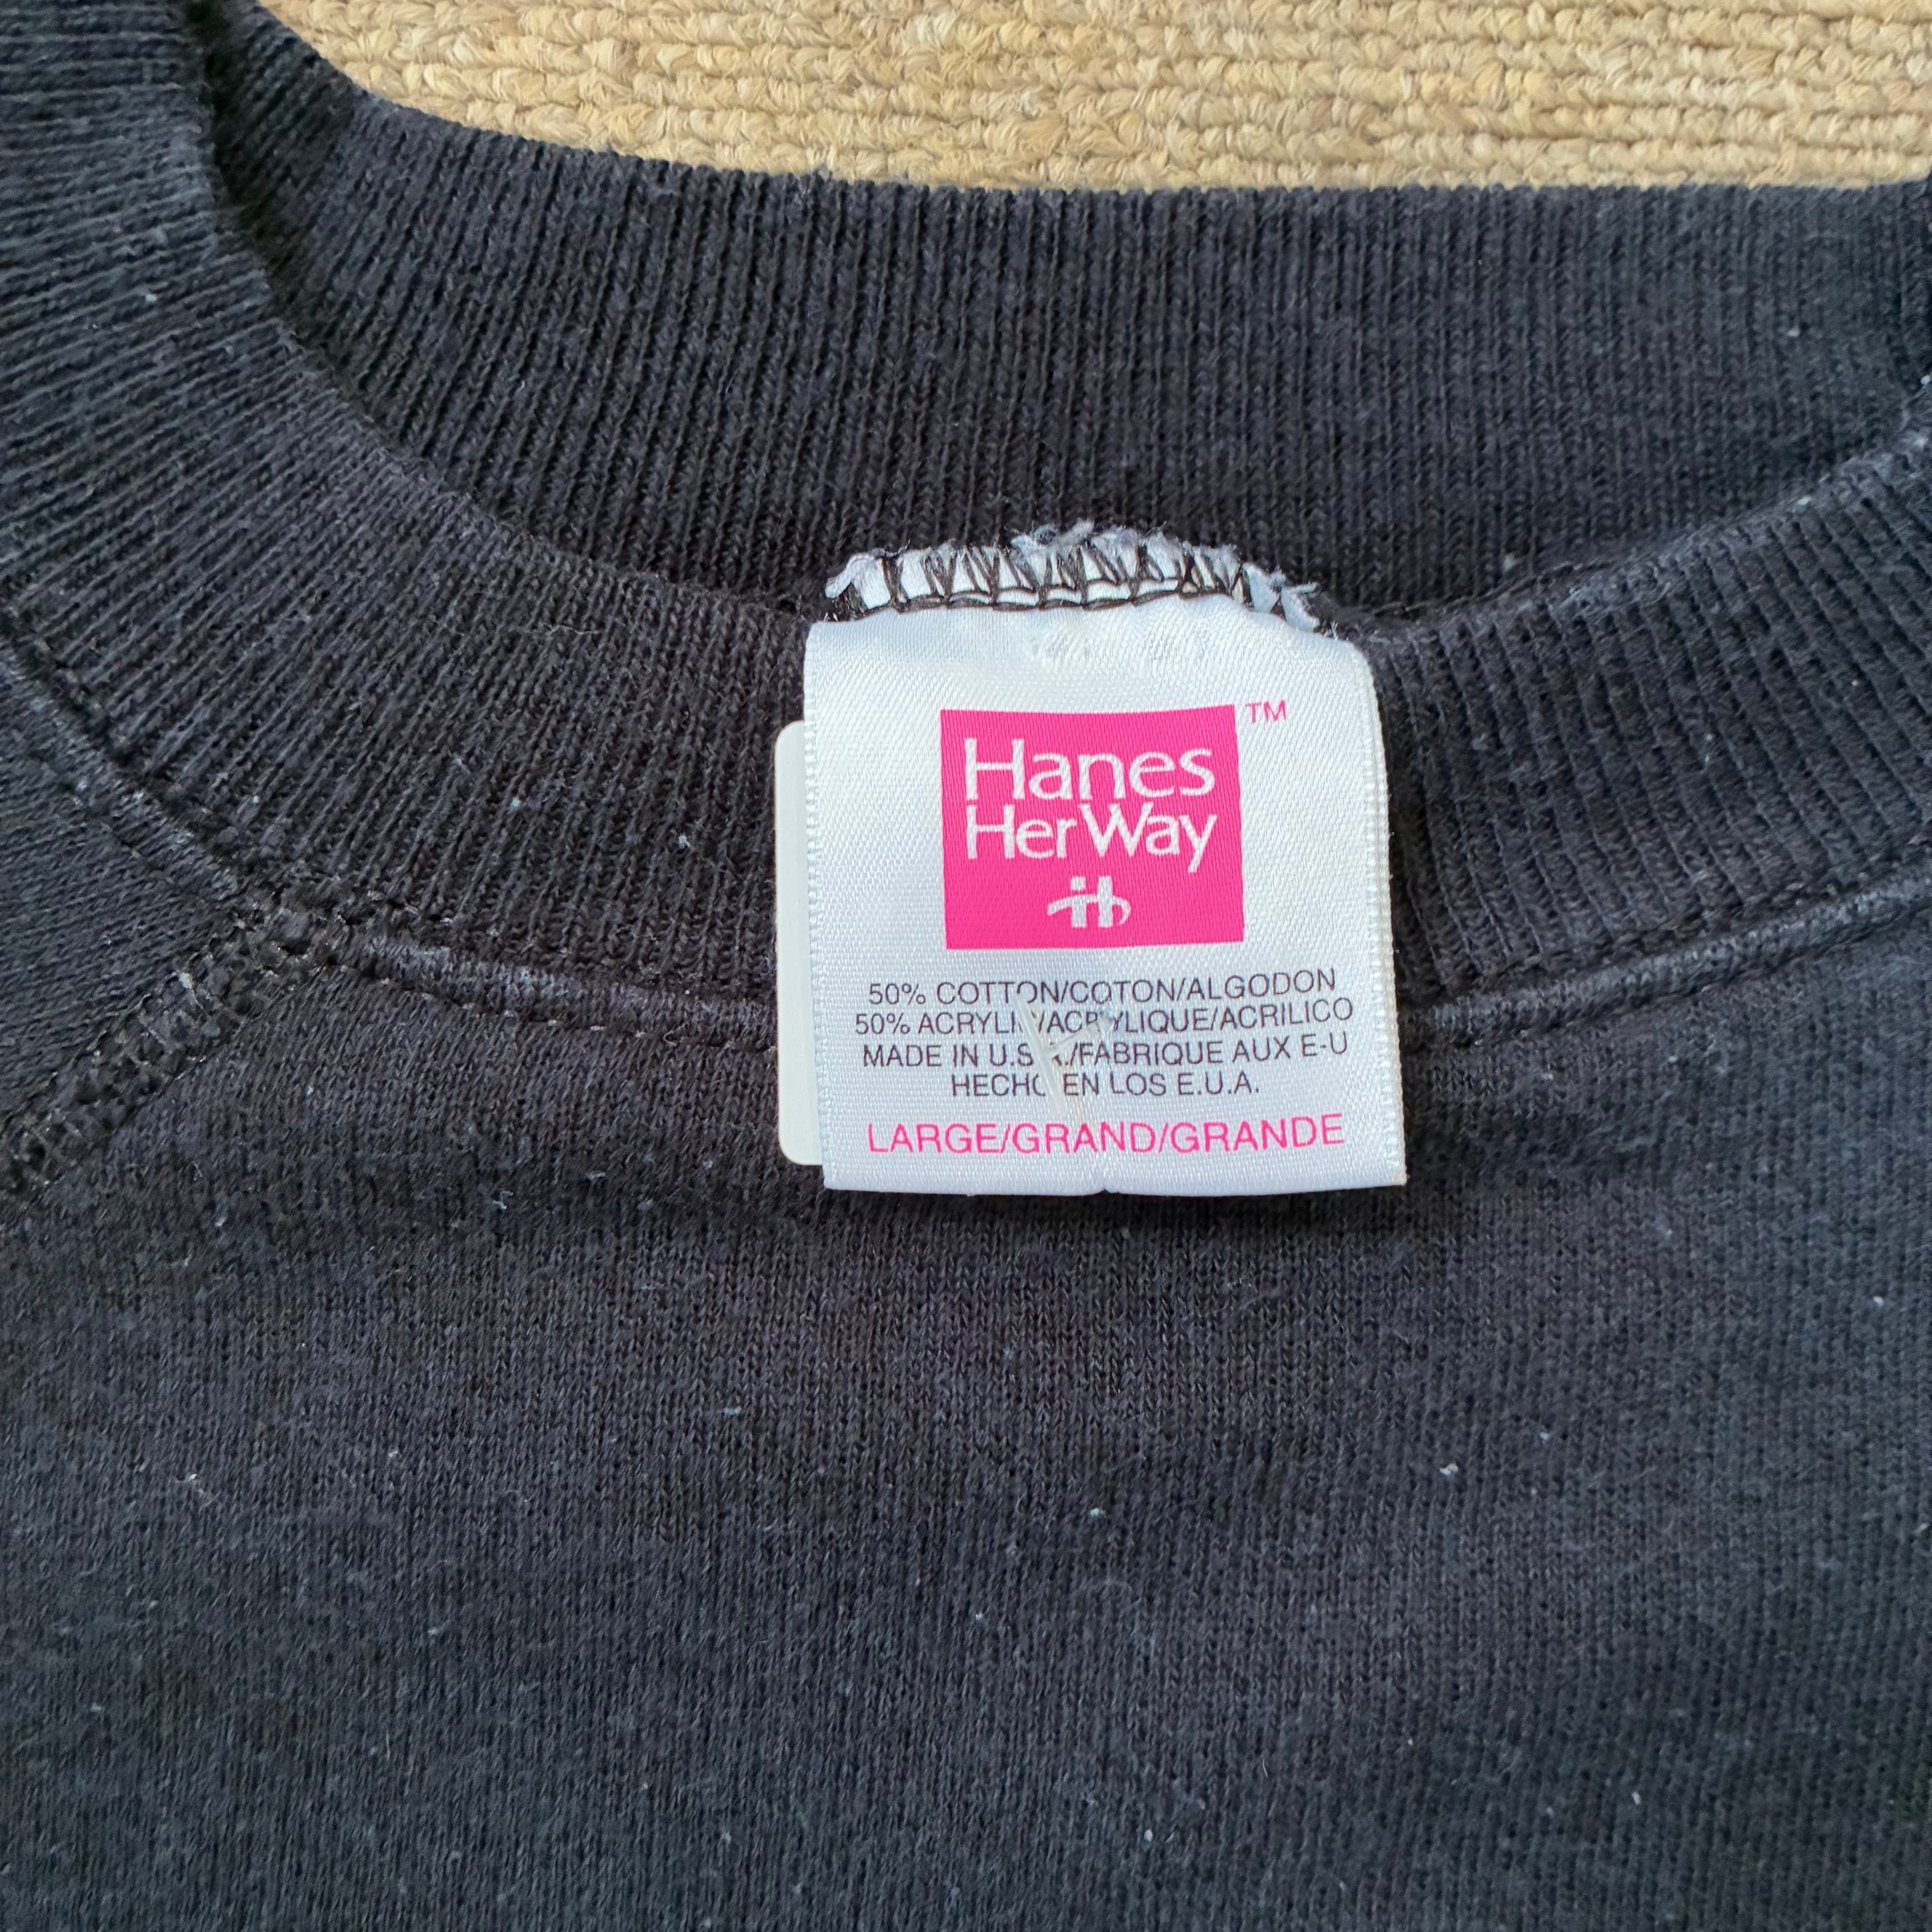 Hanes TM
HerWay
50% COTTON/COTON/ALGODON
50% ACRYLIC/ACRYLIQUE/ACRILICO
MADE IN U.S.A./FABRIQUE AUX E-U
HECHO EN LOS E.U.A.
LARGE/GRAND/GRANDE